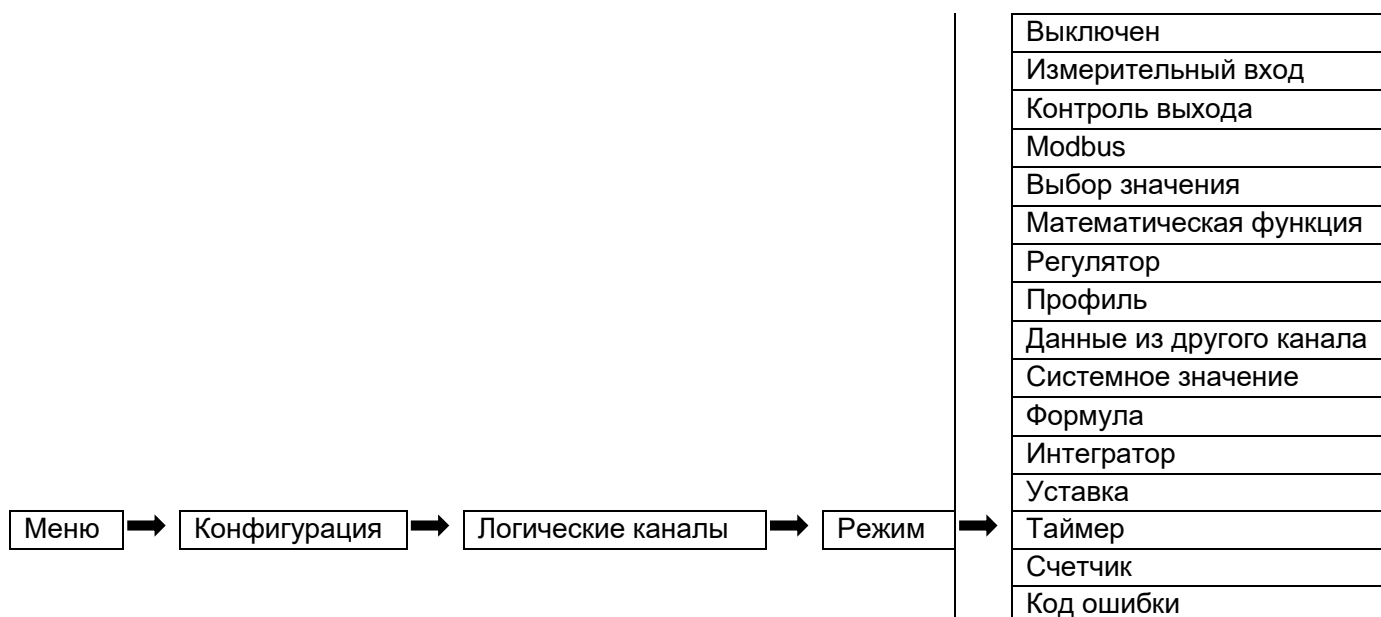 Выключен
Измерительный вход
Контроль выхода
Modbus
Выбор значения
Математическая функция
Регулятор
Профиль
Данные из другого канала
Системное значение
Формула
Интегратор
Уставка
Меню Конфигурация Логические каналы Режим Таймер
Счетчик
Код ошибки